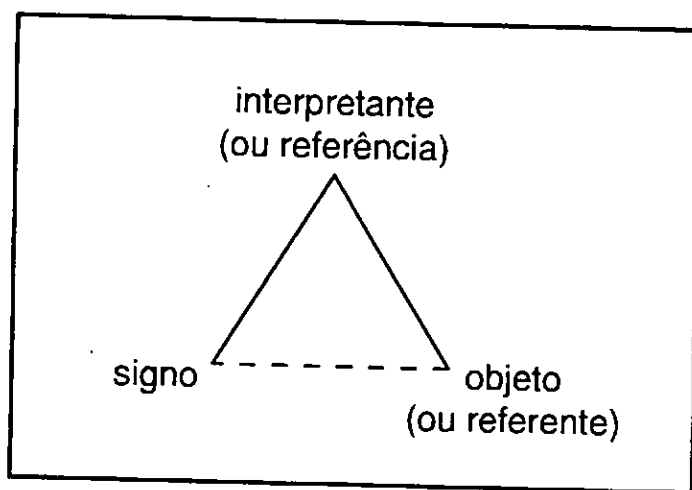 interpretante
(ou referência)
signo
objeto
(ou referente)